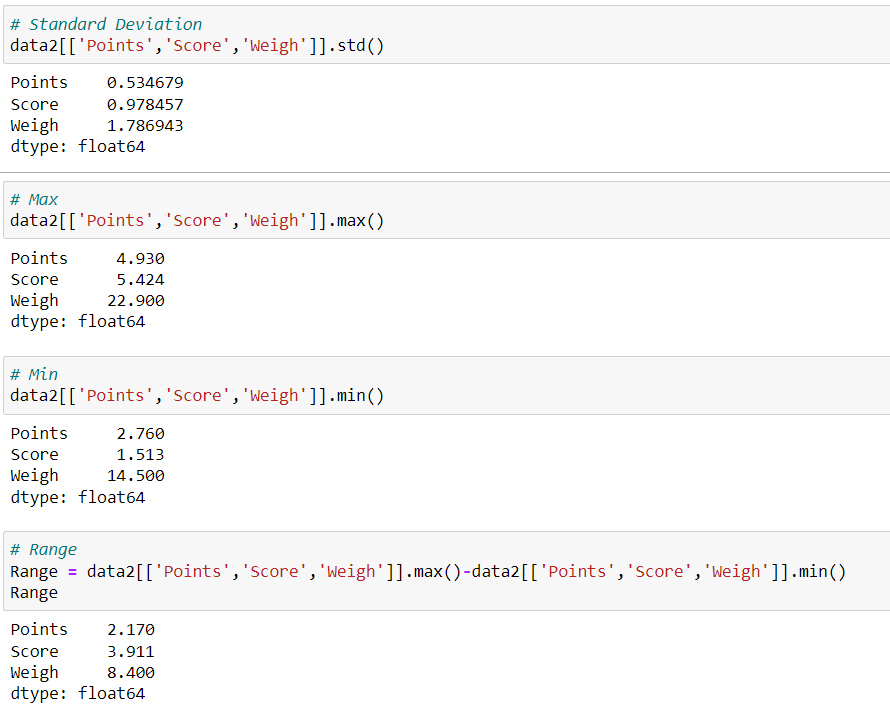 # Standard Deviation
data2[['Points','Score','Weigh']].std()
Points    0.534679
Score     0.978457
Weigh     1.786943
dtype: float64
# Max
data2[['Points','Score','Weigh']].max()
Points     4.930
Score      5.424
Weigh     22.900
dtype: float64
# Min
data2[['Points','Score','Weigh']].min()
Points     2.760
Score      1.513
Weigh     14.500
dtype: float64
# Range
Range = data2[['Points','Score','Weigh']].max()-data2[['Points','Score','Weigh']].min()
Range
Points    2.170
Score     3.911
Weigh     8.400
dtype: float64